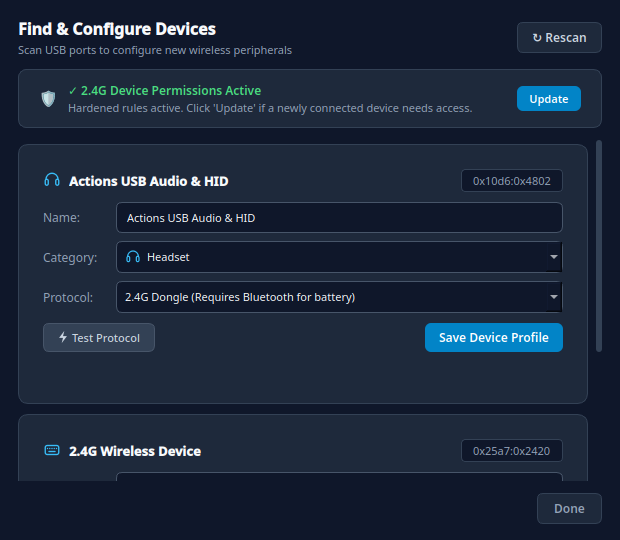 Find & Configure Devices
Scan USB ports to configure new wireless peripherals
↻ Rescan
✓ 2.4G Device Permissions Active
Hardened rules active. Click 'Update' if a newly connected device needs access.
Update
Actions USB Audio & HID
0x10d6:0x4802
Name:
Actions USB Audio & HID
Category:
Headset
Protocol:
2.4G Dongle (Requires Bluetooth for battery)
Test Protocol
Save Device Profile
2.4G Wireless Device
0x25a7:0x2420
Done